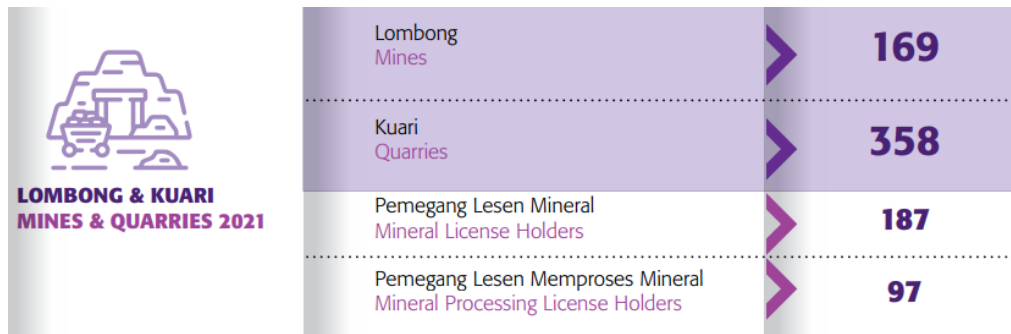 LOMBONG & KUARI
MINES & QUARRIES 2021
Lombong
Mines
169
Kuari
Quarries
358
Pemegang Lesen Mineral
Mineral License Holders
187
Pemegang Lesen Memproses Mineral
Mineral Processing License Holders
97